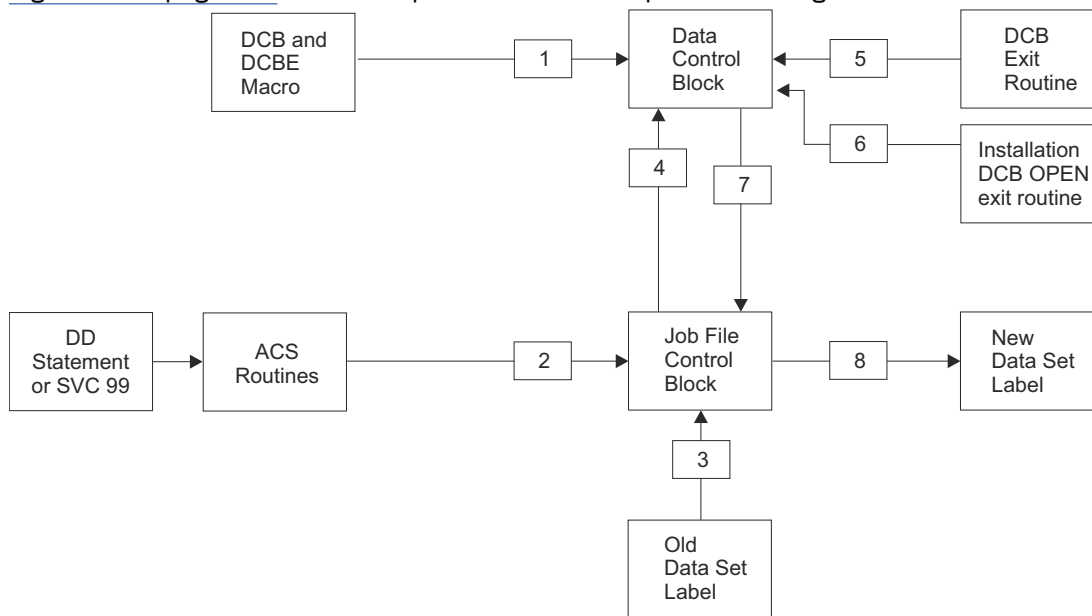 DCB and
DCBE
Macro
1
Data
Control
Block
5
DCB
Exit
Routine
6
Installation
DCB OPEN
exit routine
4
7
DD
Statement
or SVC 99
ACS
Routines
2
Job File
Control
Block
8
New
Data Set
Label
3
Old
Data Set
Label